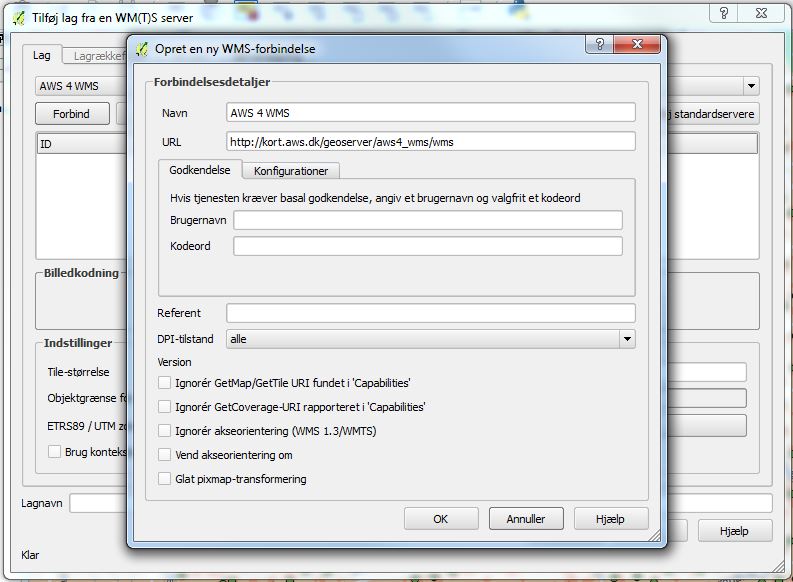 Tilføj lag fra en WM(T)S server
Lag
Lagrækkef
AWS 4 WMS
Forbind
j standardservere
ID
Billedkodning
Indstillinger
Tile-størrelse
Objektgrænse fo
ETRS89 / UTM zo
Brug konteks
Lagnavn
Hjælp
Klar
Opret en ny WMS-forbindelse
Forbindelsesdetaljer
Navn AWS 4 WMS
URL http://kort.aws.dk/geoserver/aws4_wms/wms
Godkendelse Konfigurationer
Hvis tjenesten kræver basal godkendelse, angiv et brugernavn og valgfrit et kodeord
Brugernavn
Kodeord
Referent
DPI-tilstand alle
Version
Ignorér GetMap/GetTile URI fundet i 'Capabilities'
Ignorér GetCoverage-URI rapporteret i 'Capabilities'
Ignorér akseorientering (WMS 1.3/WMTS)
Vend akseorientering om
Glat pixmap-transformering
OK Annuller Hjælp